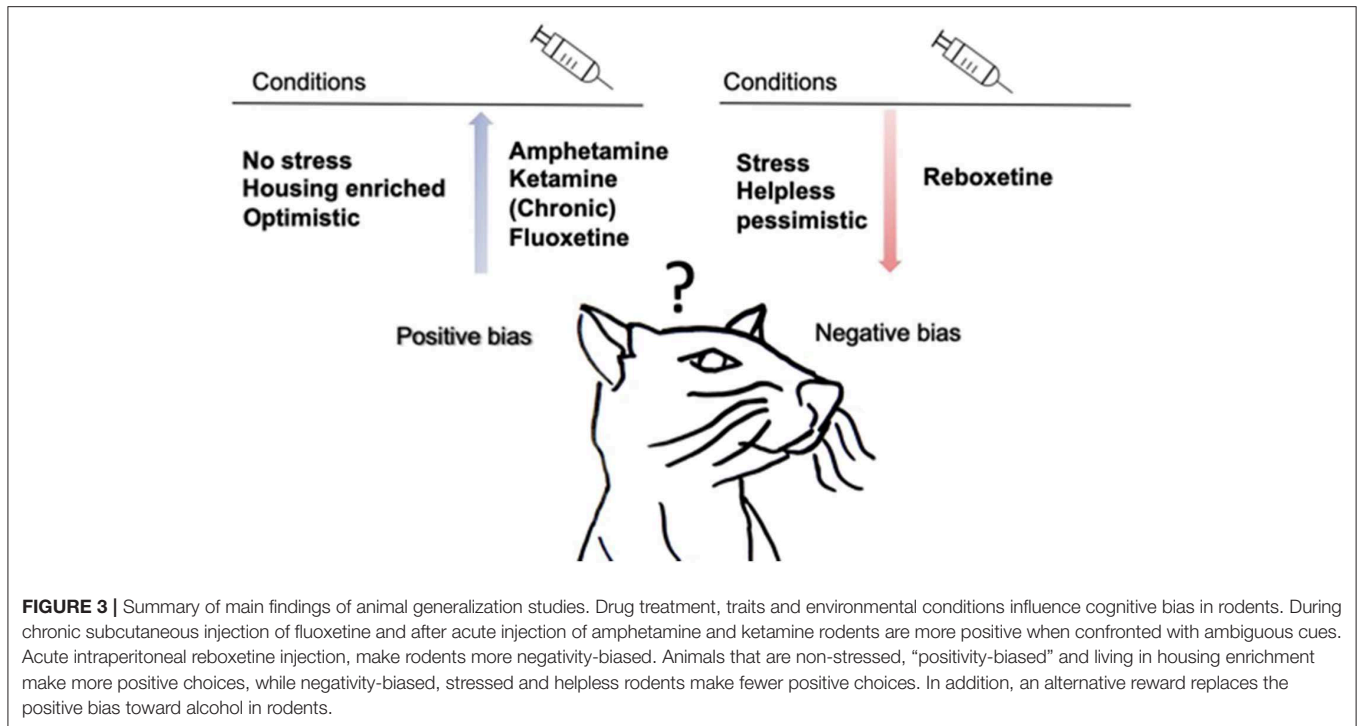 Conditions
No stress
Housing enriched
Optimistic
Amphetamine
Ketamine
(Chronic)
Fluoxetine
Conditions
Stress
Helpless
pessimistic
Reboxetine
?
Positive bias
Negative bias
FIGURE 3 | Summary of main findings of animal generalization studies. Drug treatment, traits and environmental conditions influence cognitive bias in rodents. During
chronic subcutaneous injection of fluoxetine and after acute injection of amphetamine and ketamine rodents are more positive when confronted with ambiguous cues.
Acute intraperitoneal reboxetine injection, make rodents more negativity-biased. Animals that are non-stressed, “positivity-biased” and living in housing enrichment
make more positive choices, while negativity-biased, stressed and helpless rodents make fewer positive choices. In addition, an alternative reward replaces the
positive bias toward alcohol in rodents.